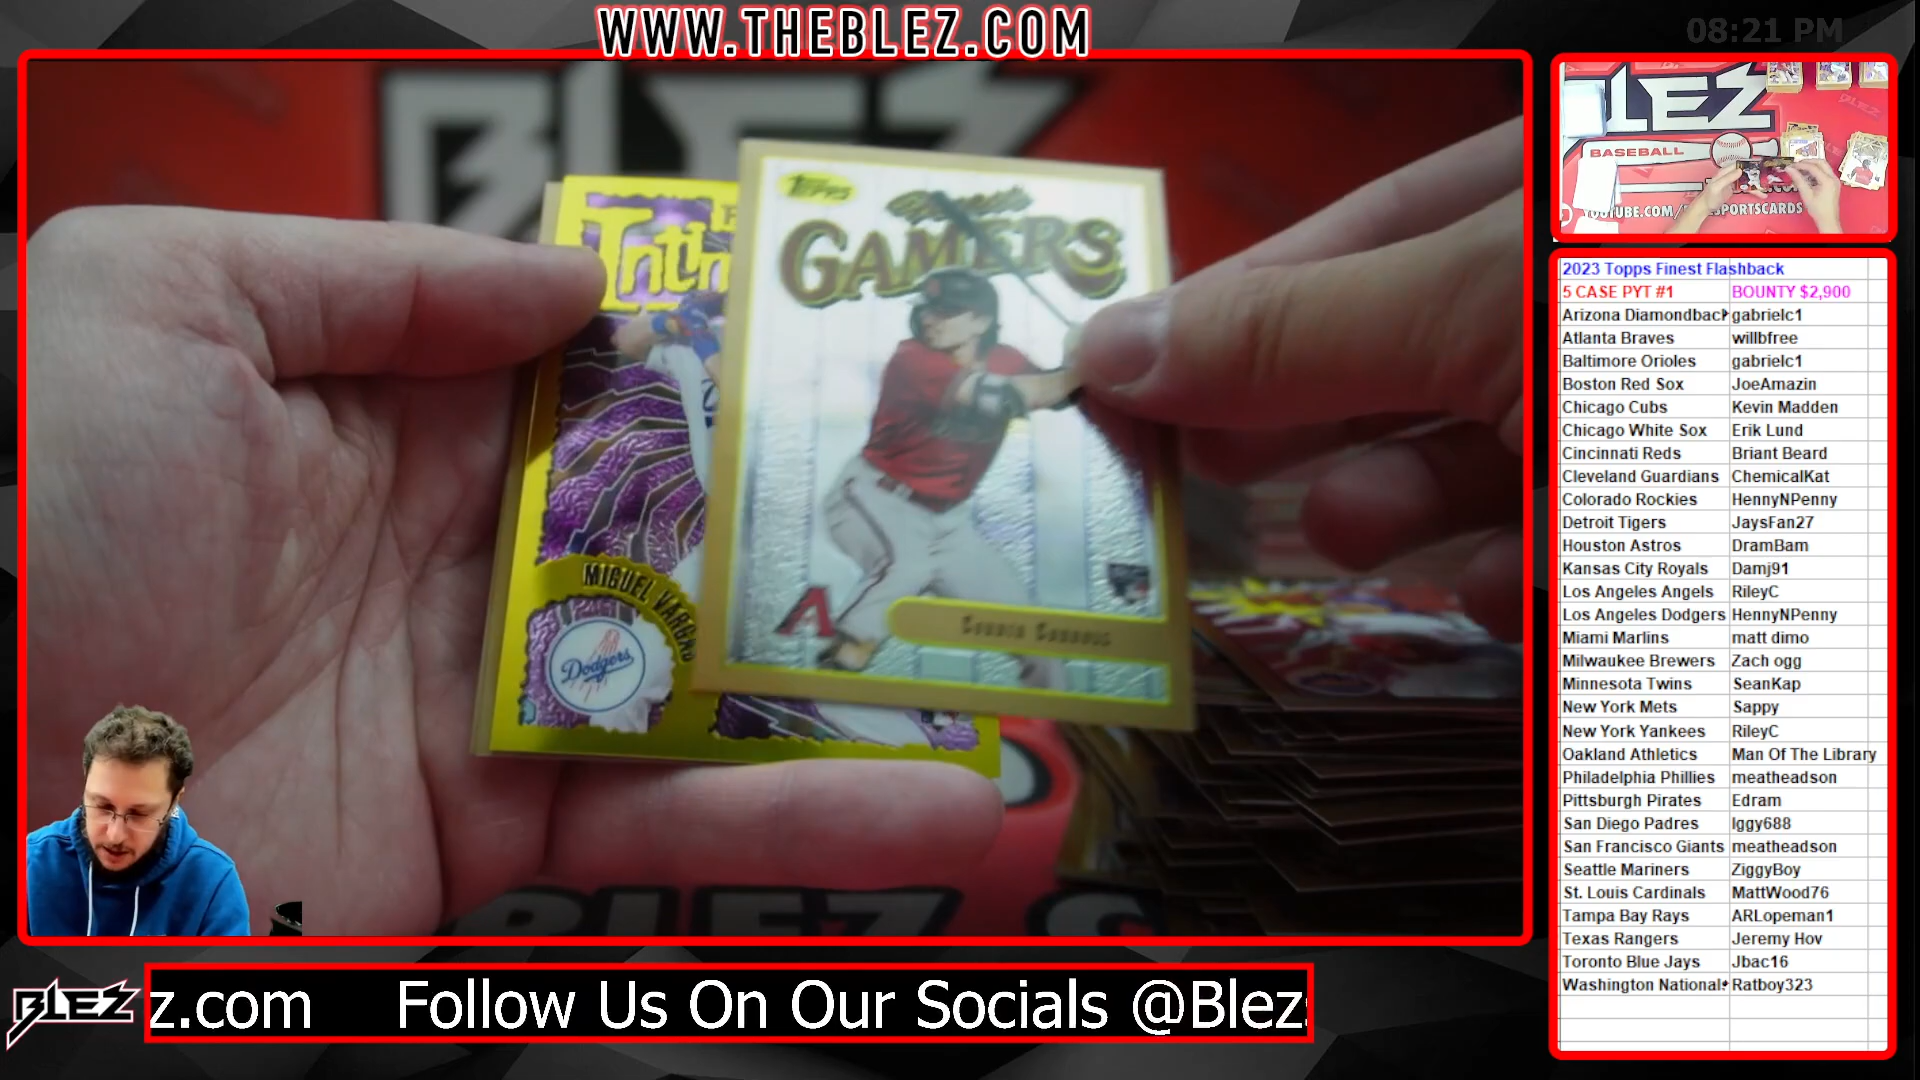 WWW.THEBLEZ.COM
08:21 PM
BLEZ
Topps
GAMERS
Intim
MIGUEL VARGAS
Dodgers
A
LEZ
BASEBALL
2023 Topps Finest Flashback
5 CASE PYT #1 BOUNTY $2,900
Arizona Diamondback gabrielc1
Atlanta Braves willbfree
Baltimore Orioles gabrielc1
Boston Red Sox JoeAmazin
Chicago Cubs Kevin Madden
Chicago White Sox Erik Lund
Cincinnati Reds Briant Beard
Cleveland Guardians ChemicalKat
Colorado Rockies HennyNPenny
Detroit Tigers JaysFan27
Houston Astros DramBam
Kansas City Royals Damj91
Los Angeles Angels RileyC
Los Angeles Dodgers HennyNPenny
Miami Marlins matt dimo
Milwaukee Brewers Zach ogg
Minnesota Twins SeanKap
New York Mets Sappy
New York Yankees RileyC
Oakland Athletics Man Of The Library
Philadelphia Phillies meatheadson
Pittsburgh Pirates Edram
San Diego Padres Iggy688
San Francisco Giants meatheadson
Seattle Mariners ZiggyBoy
St. Louis Cardinals MattWood76
Tampa Bay Rays ARLopeman1
Texas Rangers Jeremy Hov
Toronto Blue Jays Jbac16
Washington Nationals Ratboy323
BLEZ
z.com Follow Us On Our Socials @Blez